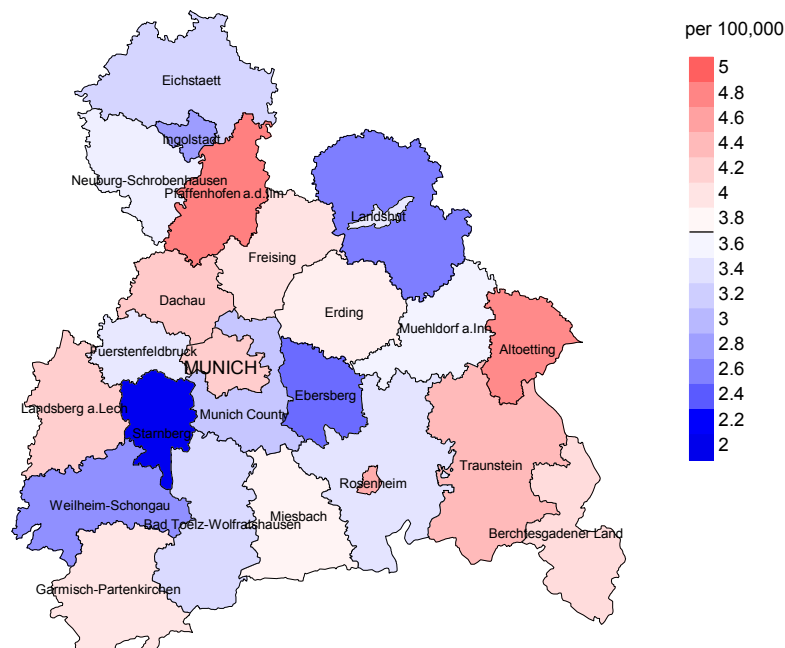 per 100,000
5
4.8
4.6
4.4
4.2
4
3.8
3.6
3.4
3.2
3
2.8
2.6
2.4
2.2
2
Eichstaett
Ingolstadt
Neuburg-Schrobenhausen
Pfaffenhofen a.d.Ilm
Landshut
Freising
Dachau
Erding
Muehldorf a.Inn
Altoetting
Fuerstenfeldbruck
MUNICH
Ebersberg
Landsberg a.Lech
Munich County
Starnberg
Traunstein
Rosenheim
Weilheim-Schongau
Miesbach
Bad Toelz-Wolfratshausen
Berchtesgadener Land
Garmisch-Partenkirchen